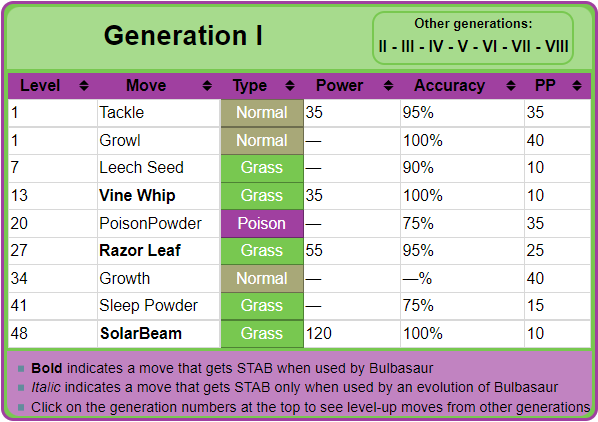 Generation I
Other generations:
II - III - IV - V - VI - VII - VIII
Level Move Type Power Accuracy PP
1 Tackle Normal 35 95% 35
1 Growl Normal — 100% 40
7 Leech Seed Grass — 90% 10
13 Vine Whip Grass 35 100% 10
20 PoisonPowder Poison — 75% 35
27 Razor Leaf Grass 55 95% 25
34 Growth Normal — —% 40
41 Sleep Powder Grass — 75% 15
48 SolarBeam Grass 120 100% 10
Bold indicates a move that gets STAB when used by Bulbasaur
Italic indicates a move that gets STAB only when used by an evolution of Bulbasaur
Click on the generation numbers at the top to see level-up moves from other generations